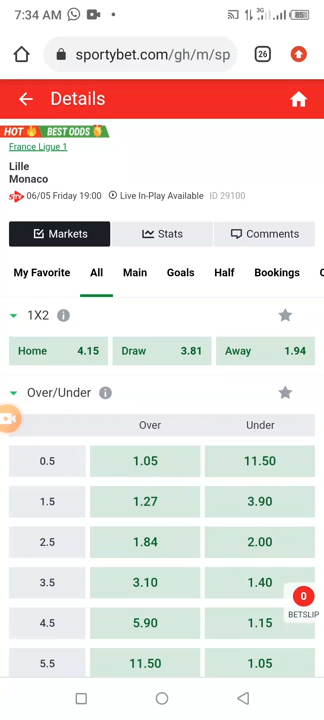 7:34 AM
3G
85
sportybet.com/gh/m/sp
26
Details
HOT BEST ODDS
France Ligue 1
Lille
Monaco
06/05 Friday 19:00 Live In-Play Available ID 29100
Markets Stats Comments
My Favorite All Main Goals Half Bookings C
1X2
Home 4.15 Draw 3.81 Away 1.94
Over/Under
Over Under
0.5 1.05 11.50
1.5 1.27 3.90
2.5 1.84 2.00
3.5 3.10 1.40
0
BETSLIP
4.5 5.90 1.15
5.5 11.50 1.05